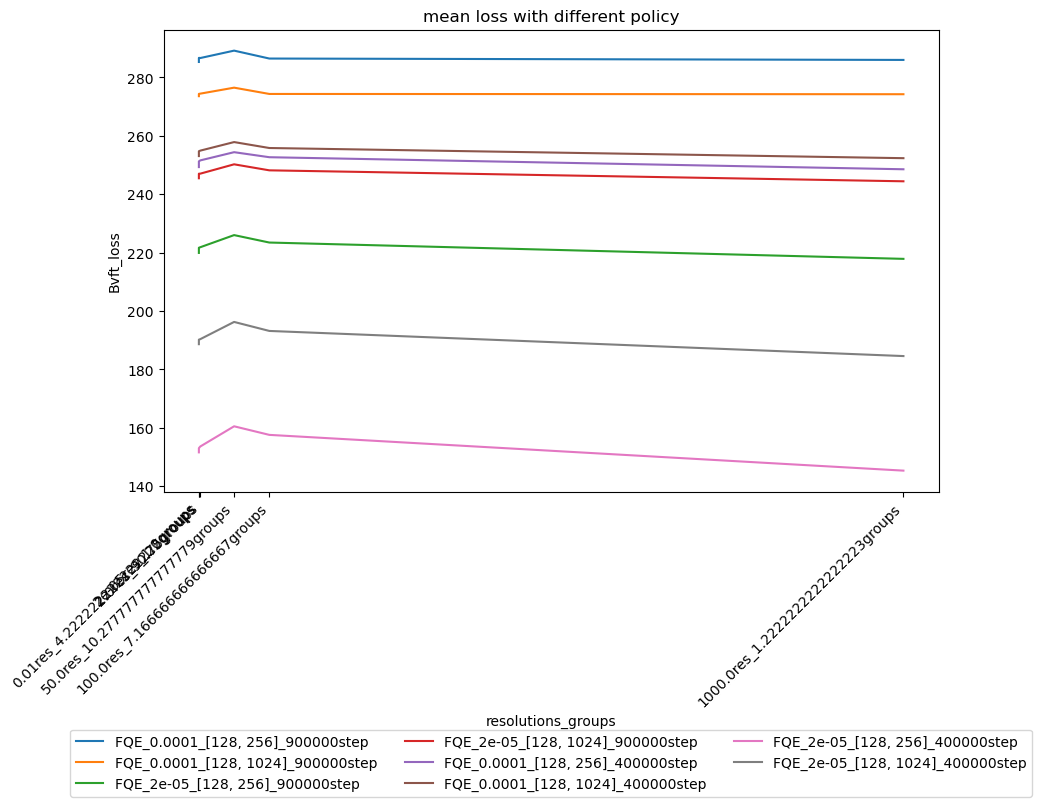 mean loss with different policy
Bvft_loss
280
260
240
220
200
180
160
140
50.0res_10.277777777777779groups
100.0res_7.166666666666667groups
1000.0res_1.2222222222222223groups
resolutions_groups
FQE_0.0001_[128, 256]_900000step
FQE_0.0001_[128, 1024]_900000step
FQE_2e-05_[128, 256]_900000step
FQE_2e-05_[128, 1024]_900000step
FQE_0.0001_[128, 256]_400000step
FQE_0.0001_[128, 1024]_400000step
FQE_2e-05_[128, 256]_400000step
FQE_2e-05_[128, 1024]_400000step